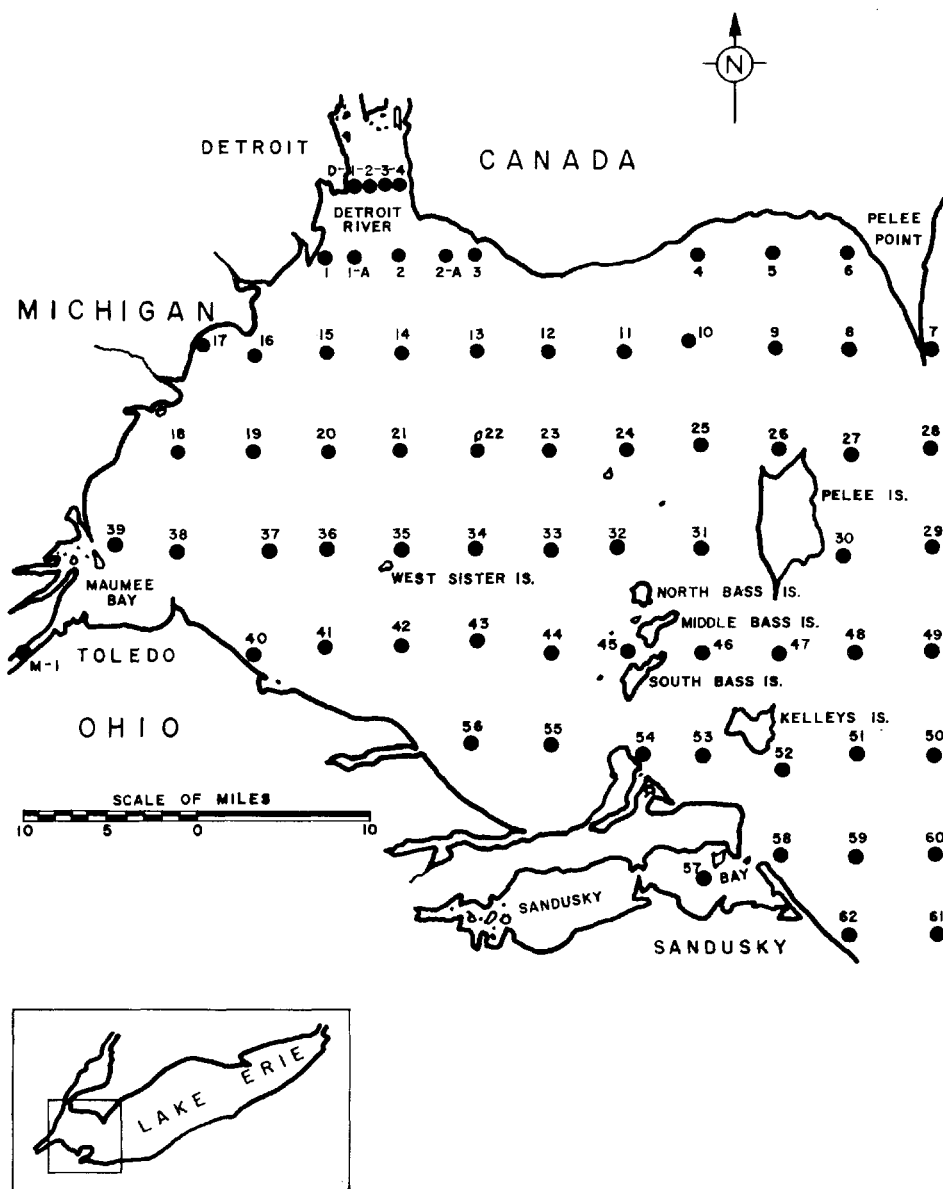 N
DETROIT
CANADA
D-1-2-3-4
DETROIT RIVER
PELEE POINT
1 1-A 2 2-A 3 4 5 6
MICHIGAN
17 16 15 14 13 12 11 10 9 8 7
18 19 20 21 22 23 24 25 26 27 28
PELEE IS.
39 38 37 36 35 34 33 32 31 30 29
MAUMEE BAY
WEST SISTER IS.
NORTH BASS IS.
MIDDLE BASS IS.
M-1
TOLEDO
40 41 42 43 44 45 46 47 48 49
SOUTH BASS IS.
OHIO
KELLEYS IS.
56 55 54 53 52 51 50
SCALE OF MILES
10 5 0 10
58 59 60
57 BAY
SANDUSKY
SANDUSKY
62 61
LAKE ERIE